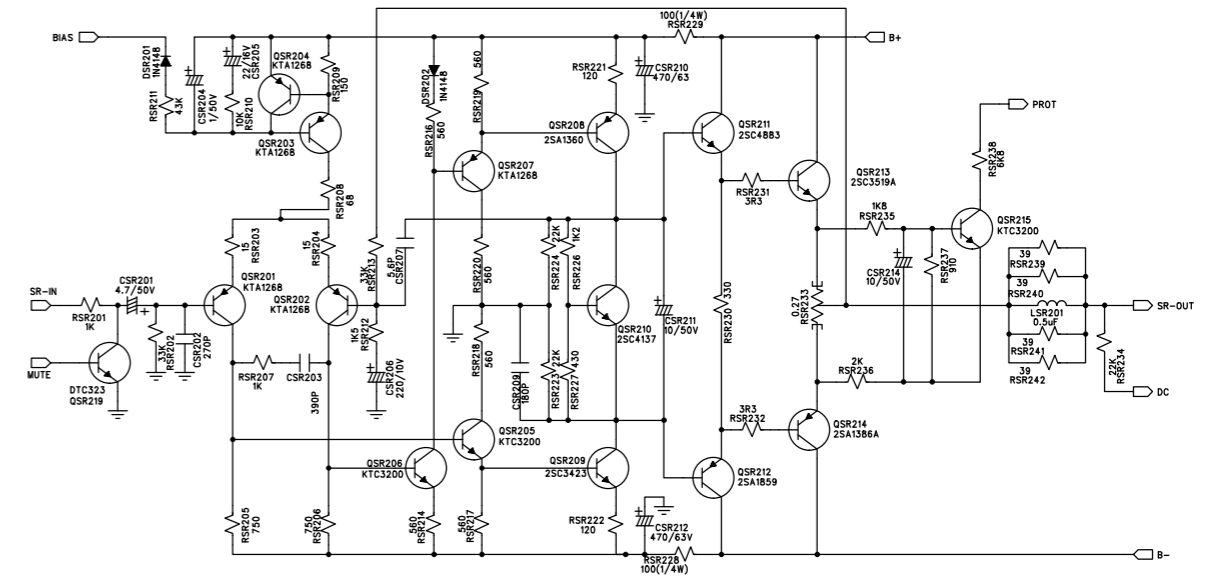 100(1/4W)
RSR229
BIAS
B+
DSR201
1N4148
CSR204
1/50V
22/16V
CSR205
QSR204
KTA1268
RSR209
150
DSR202
1N4148
560
RSR219
RSR221
120
CSR210
470/63
RSR211
43K
10K
RSR210
QSR203
KTA1268
RSR216
560
QSR208
2SA1360
QSR211
2SC4883
PROT
QSR207
KTA1268
QSR213
2SC3519A
RSR238
6K8
RSR208
68
RSR231
3R3
1K8
RSR235
QSR215
KTC3200
15
RSR203
15
RSR204
33K
RSR213
5.6P
CSR207
RSR220
560
22K
RSR224
1K2
RSR226
CSR214
10/50V
RSR237
910
39
RSR239
39
RSR240
CSR201
4.7/50V
QSR201
KTA1268
QSR202
KTA1268
SR-IN
RSR201
1K
0.27
RSR233
LSR201
0.5uF
SR-OUT
CSR211
10/50V
330
RSR230
QSR210
2SC4137
33K
RSR202
CSR202
270P
1K5
RSR212
RSR218
560
39
RSR241
39
RSR242
22K
RSR234
MUTE
DTC323
QSR219
RSR207
1K
CSR203
390P
CSR206
220/10V
CSR209
180P
22K
RSR223
430
RSR227
2K
RSR236
DC
3R3
RSR232
QSR214
2SA1386A
QSR205
KTC3200
QSR206
KTC3200
QSR209
2SC3423
QSR212
2SA1859
RSR205
750
750
RSR206
560
RSR214
560
RSR217
RSR222
120
CSR212
470/63V
RSR228
100(1/4W)
B-